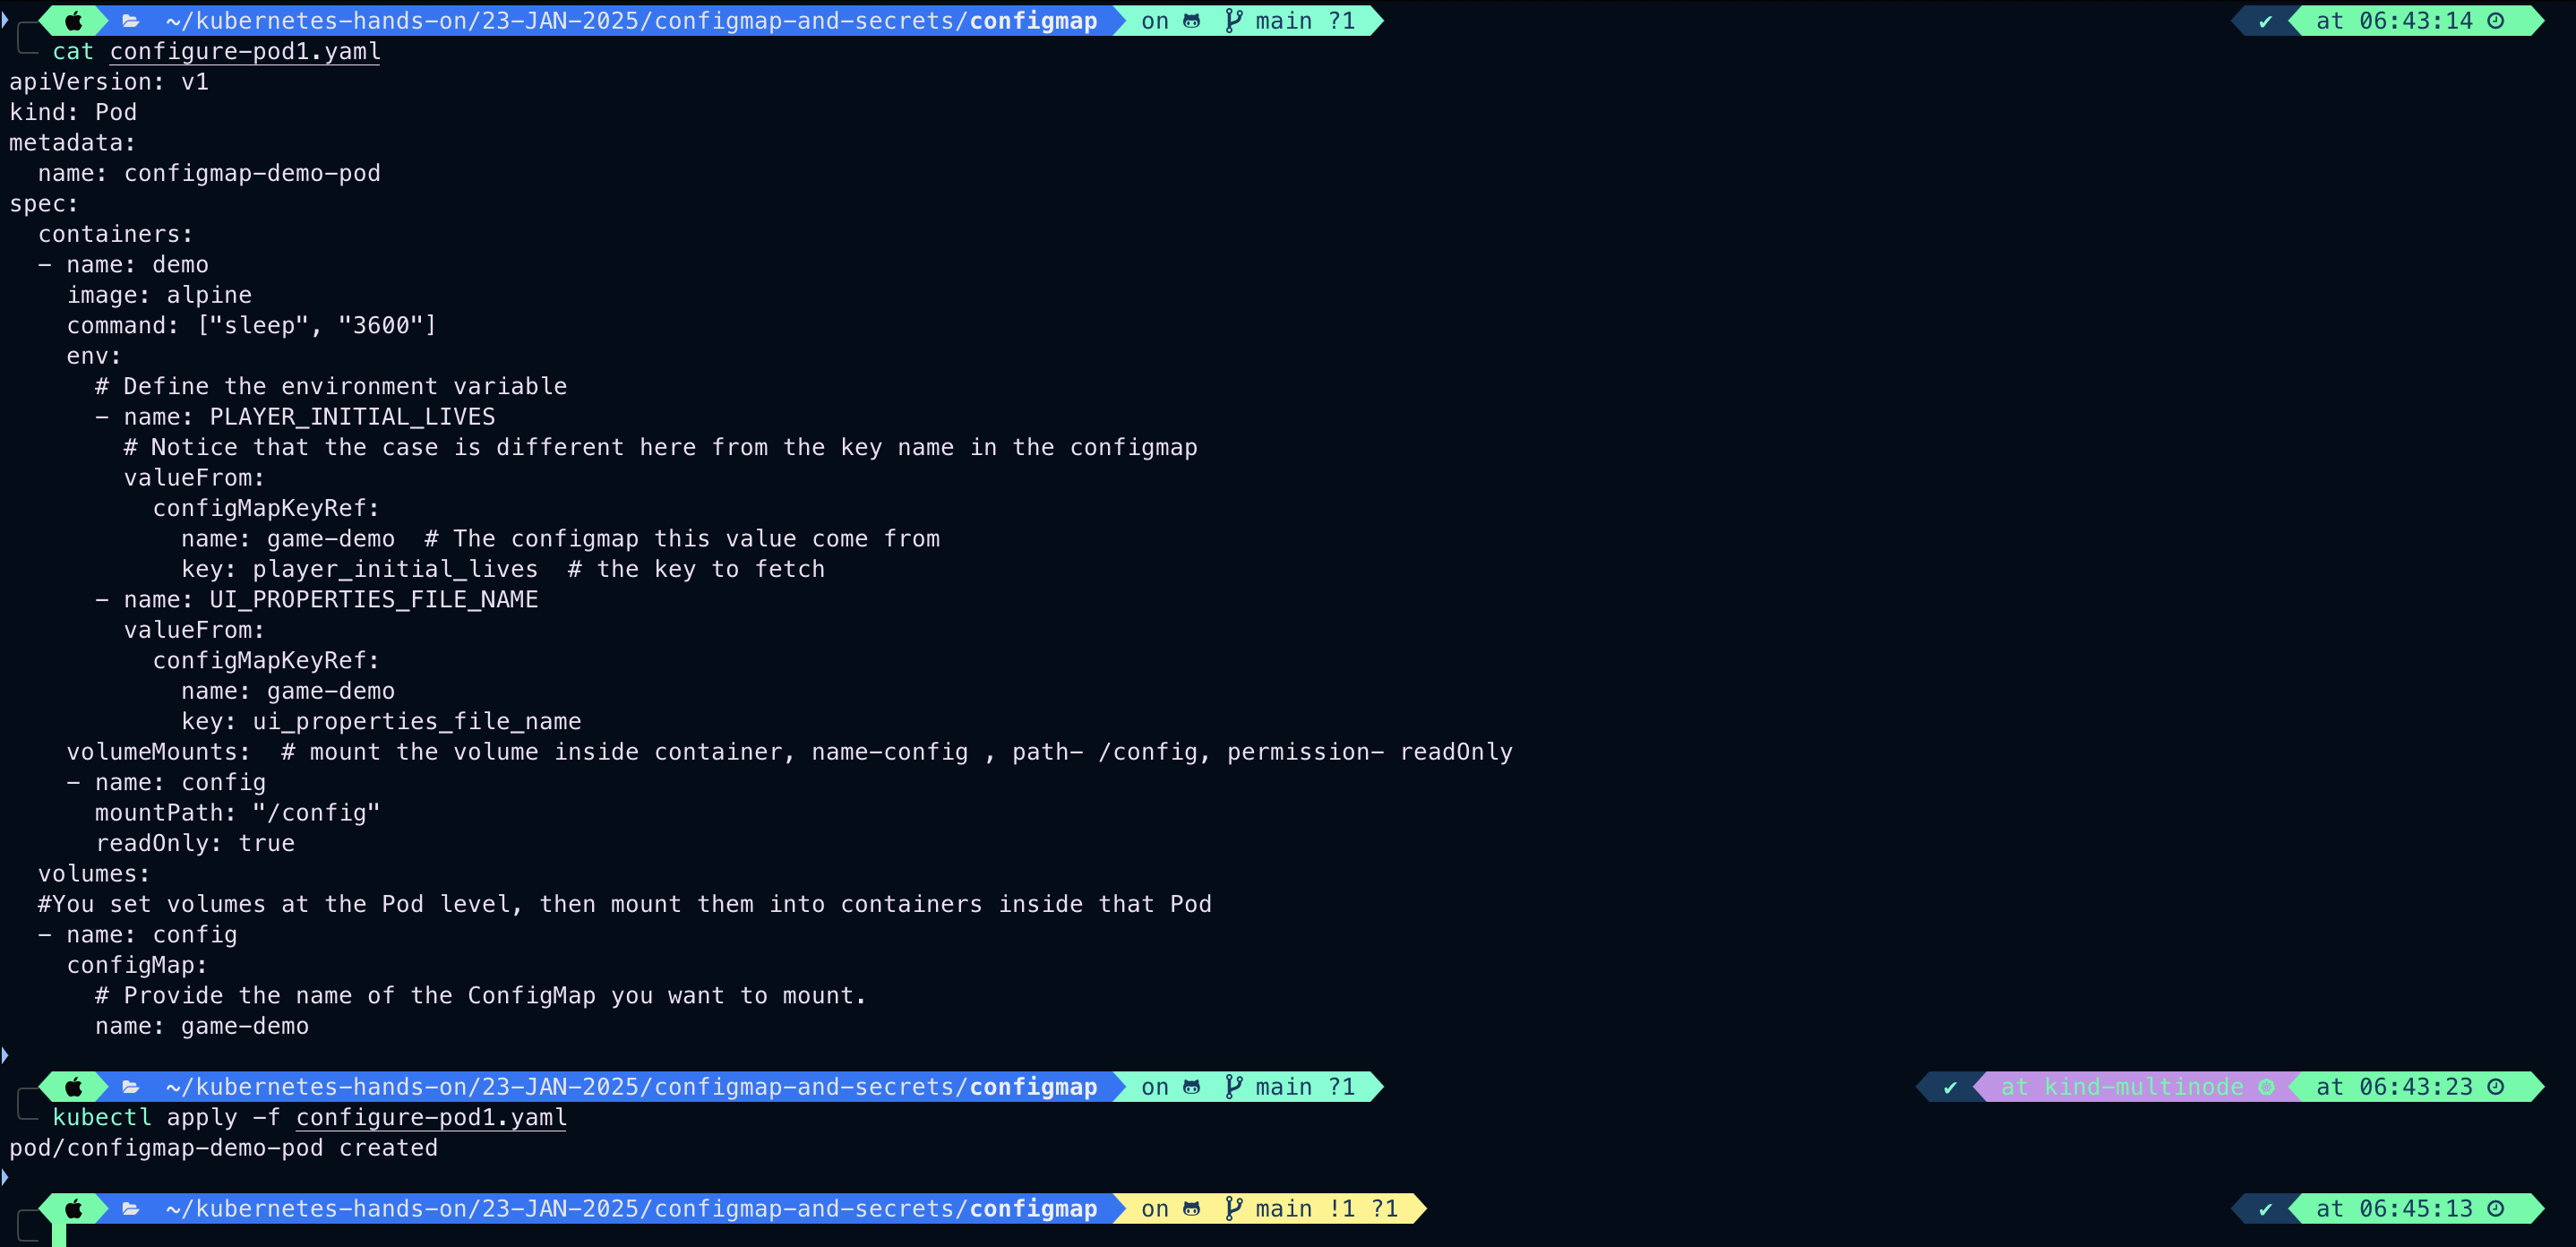 ~/kubernetes-hands-on/23-JAN-2025/configmap-and-secrets/configmap on main ?1 ✔ at 06:43:14
cat configure-pod1.yaml
apiVersion: v1
kind: Pod
metadata:
  name: configmap-demo-pod
spec:
  containers:
  - name: demo
    image: alpine
    command: ["sleep", "3600"]
    env:
      # Define the environment variable
      - name: PLAYER_INITIAL_LIVES
        # Notice that the case is different here from the key name in the configmap
        valueFrom:
          configMapKeyRef:
            name: game-demo  # The configmap this value come from
            key: player_initial_lives  # the key to fetch
      - name: UI_PROPERTIES_FILE_NAME
        valueFrom:
          configMapKeyRef:
            name: game-demo
            key: ui_properties_file_name
    volumeMounts:  # mount the volume inside container, name-config , path- /config, permission- readOnly
    - name: config
      mountPath: "/config"
      readOnly: true
  volumes:
  #You set volumes at the Pod level, then mount them into containers inside that Pod
  - name: config
    configMap:
      # Provide the name of the ConfigMap you want to mount.
      name: game-demo
~/kubernetes-hands-on/23-JAN-2025/configmap-and-secrets/configmap on main ?1 ✔ at kind-multinode at 06:43:23
kubectl apply -f configure-pod1.yaml
pod/configmap-demo-pod created
~/kubernetes-hands-on/23-JAN-2025/configmap-and-secrets/configmap on main !1 ?1 ✔ at 06:45:13